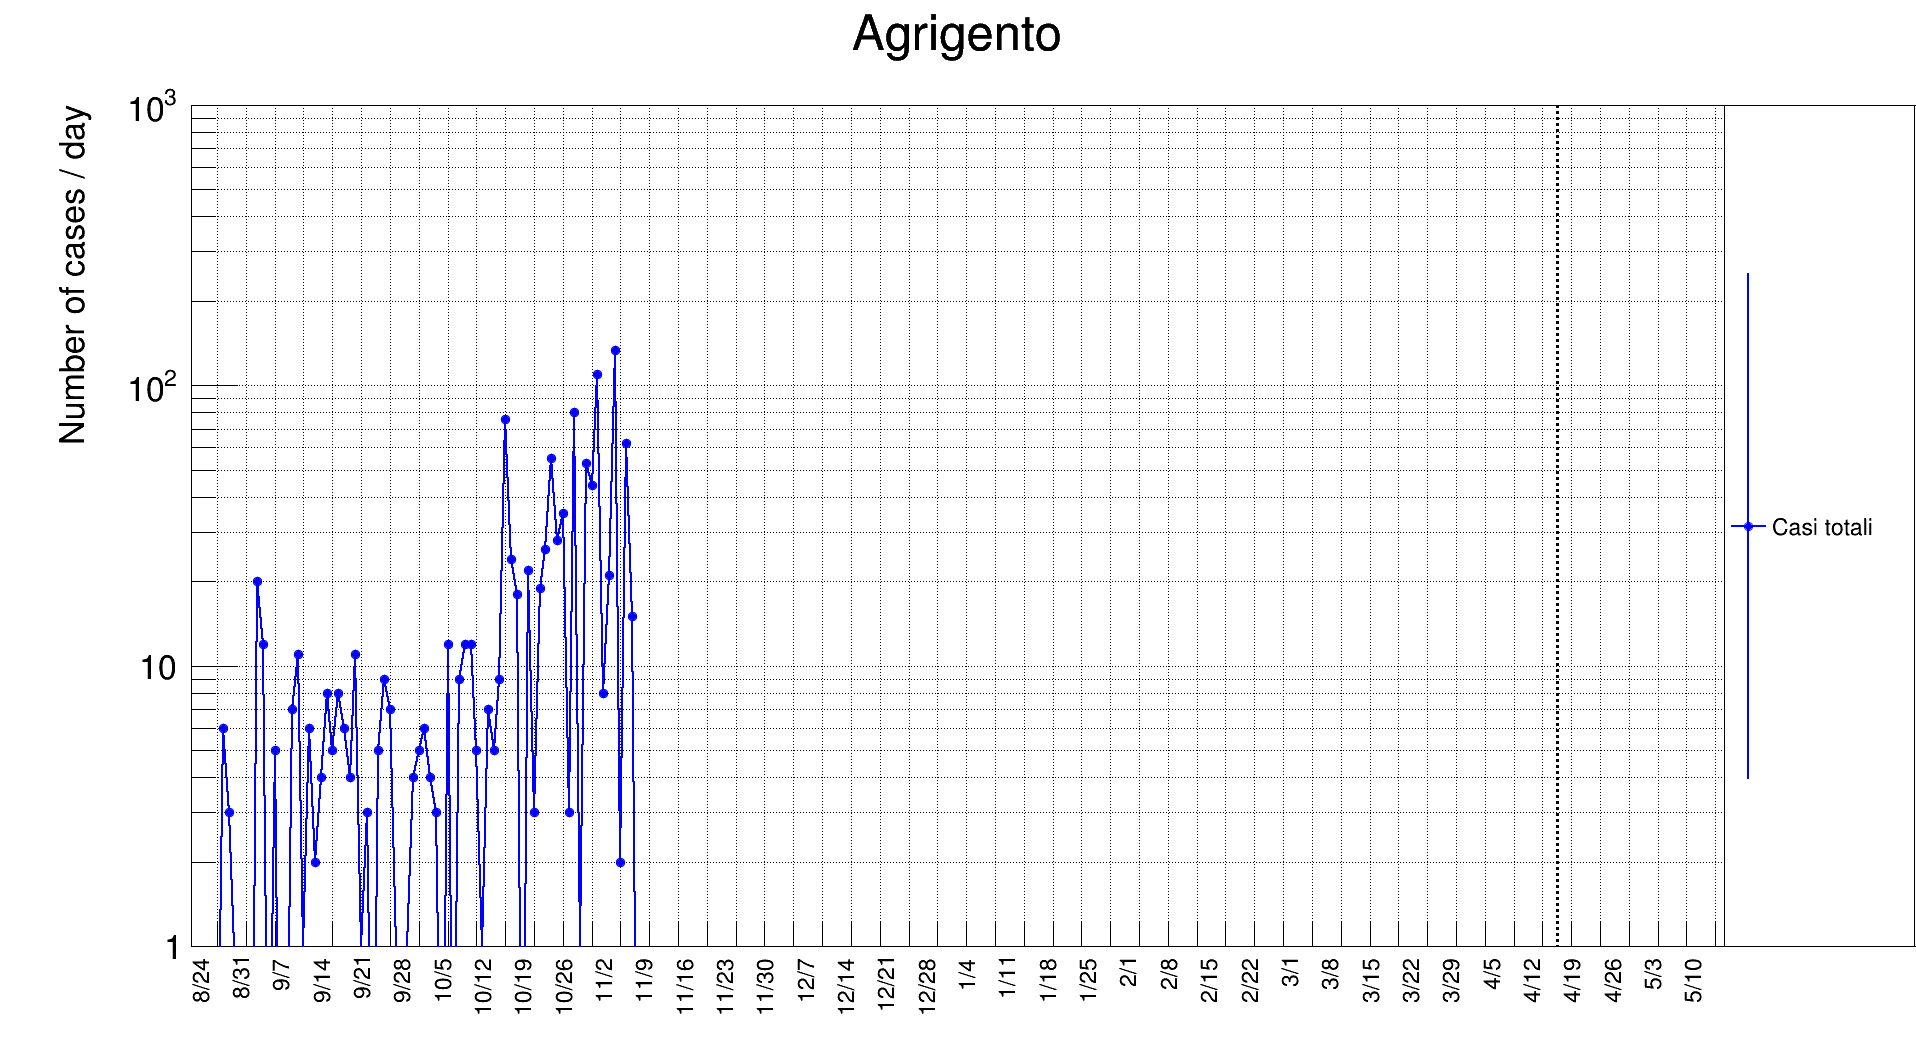 Agrigento
Number of cases / day
10³
10²
10
1
8/24 8/31 9/7 9/14 9/21 9/28 10/5 10/12 10/19 10/26 11/2 11/9 11/16 11/23 11/30 12/7 12/14 12/21 12/28 1/4 1/11 1/18 1/25 2/1 2/8 2/15 2/22 3/1 3/8 3/15 3/22 3/29 4/5 4/12 4/19 4/26 5/3 5/10
Casi totali